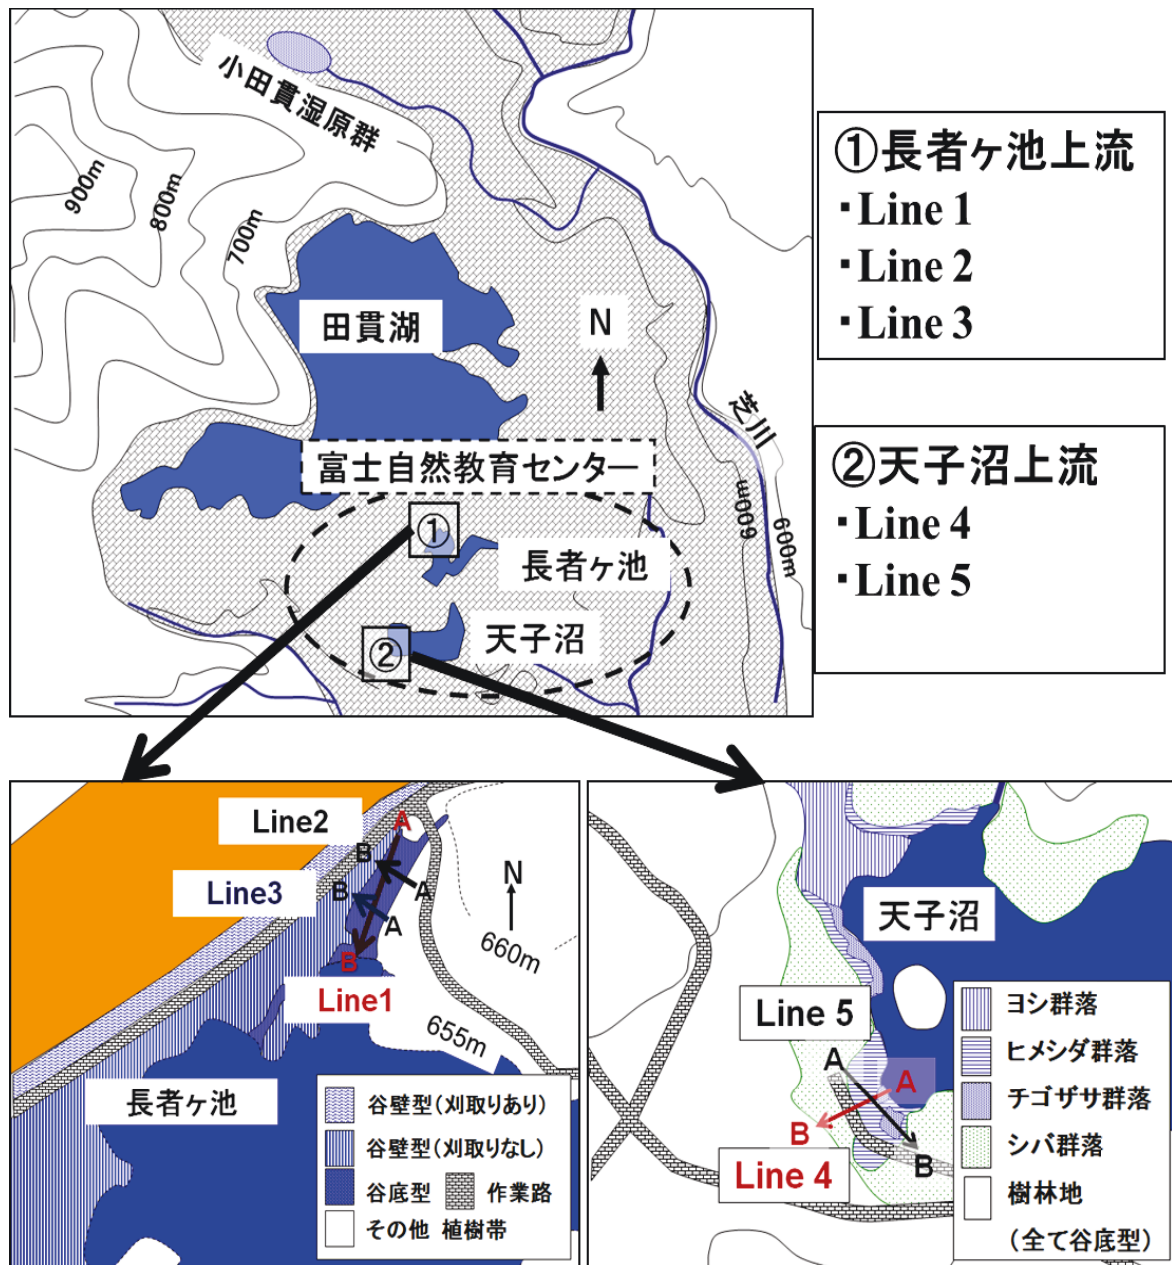 小田貫湿原群
900m
800m
700m
田貫湖
N
芝川
富士自然教育センター
①
長者ヶ池
600m
600m
②
天子沼
①長者ヶ池上流
・Line 1
・Line 2
・Line 3
②天子沼上流
・Line 4
・Line 5
Line2
A
B
Line3
B
A
A
N
660m
B
Line1
655m
長者ヶ池
谷壁型(刈取りあり)
谷壁型(刈取りなし)
谷底型 作業路
その他 植樹帯
天子沼
Line 5
A
A
B
B
Line 4
ヨシ群落
ヒメシダ群落
チゴザサ群落
シバ群落
樹林地
(全て谷底型)